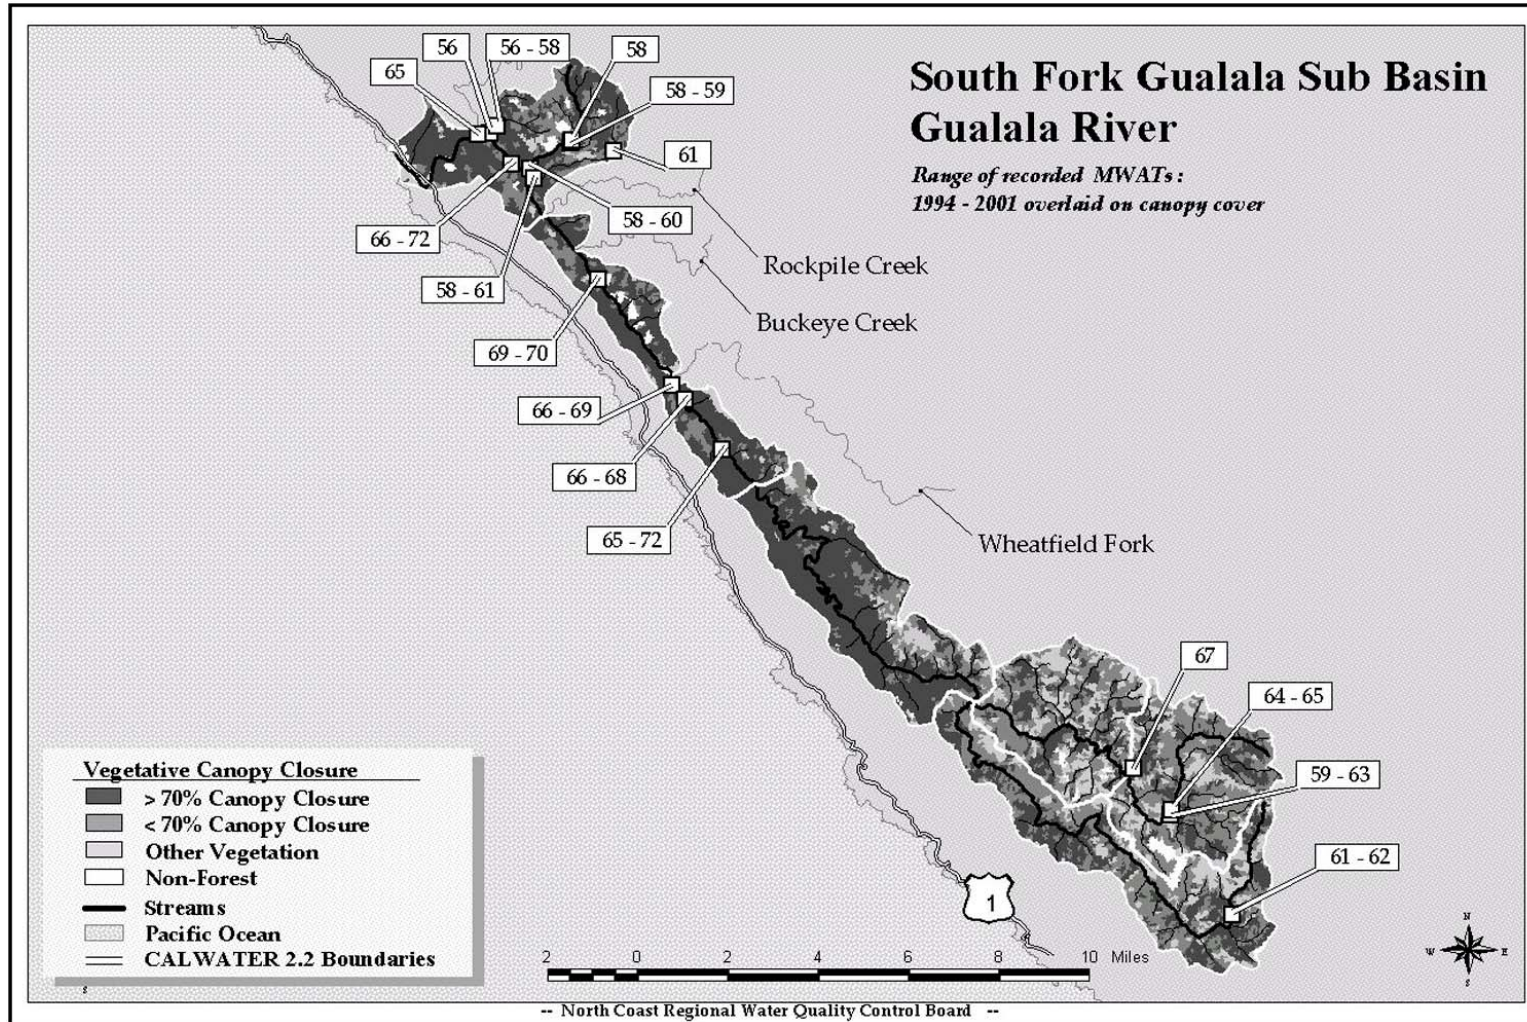 South Fork Gualala Sub Basin
Gualala River
Range of recorded MWATs :
1994 - 2001 overlaid on canopy cover
56
56 - 58
58
65
58 - 59
61
58 - 60
66 - 72
58 - 61
Rockpile Creek
Buckeye Creek
69 - 70
66 - 69
66 - 68
65 - 72
Wheatfield Fork
67
64 - 65
59 - 63
61 - 62
1
Vegetative Canopy Closure
> 70% Canopy Closure
< 70% Canopy Closure
Other Vegetation
Non-Forest
Streams
Pacific Ocean
CALWATER 2.2 Boundaries
2 0 2 4 6 8 10 Miles
N
W E
S
s
-- North Coast Regional Water Quality Control Board --